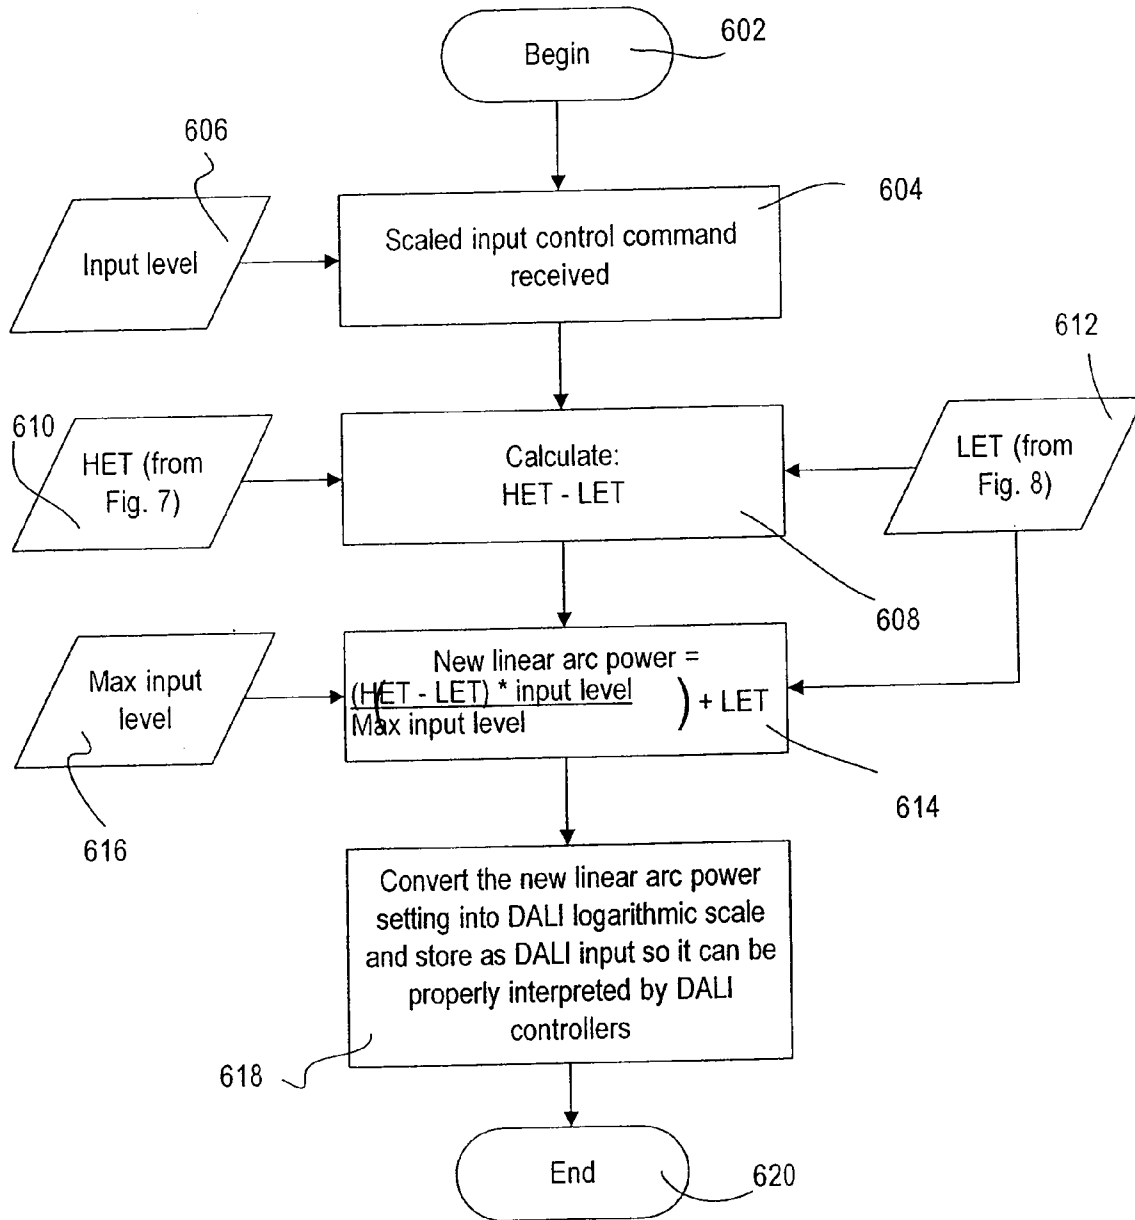 Begin
602
606
Input level
Scaled input control command
received
604
610
HET (from
Fig. 7)
Calculate:
HET - LET
612
LET (from
Fig. 8)
608
Max input
level
616
New linear arc power =
((HET - LET) * input level
Max input level ) + LET
614
Convert the new linear arc power
setting into DALI logarithmic scale
and store as DALI input so it can be
properly interpreted by DALI
controllers
618
End
620